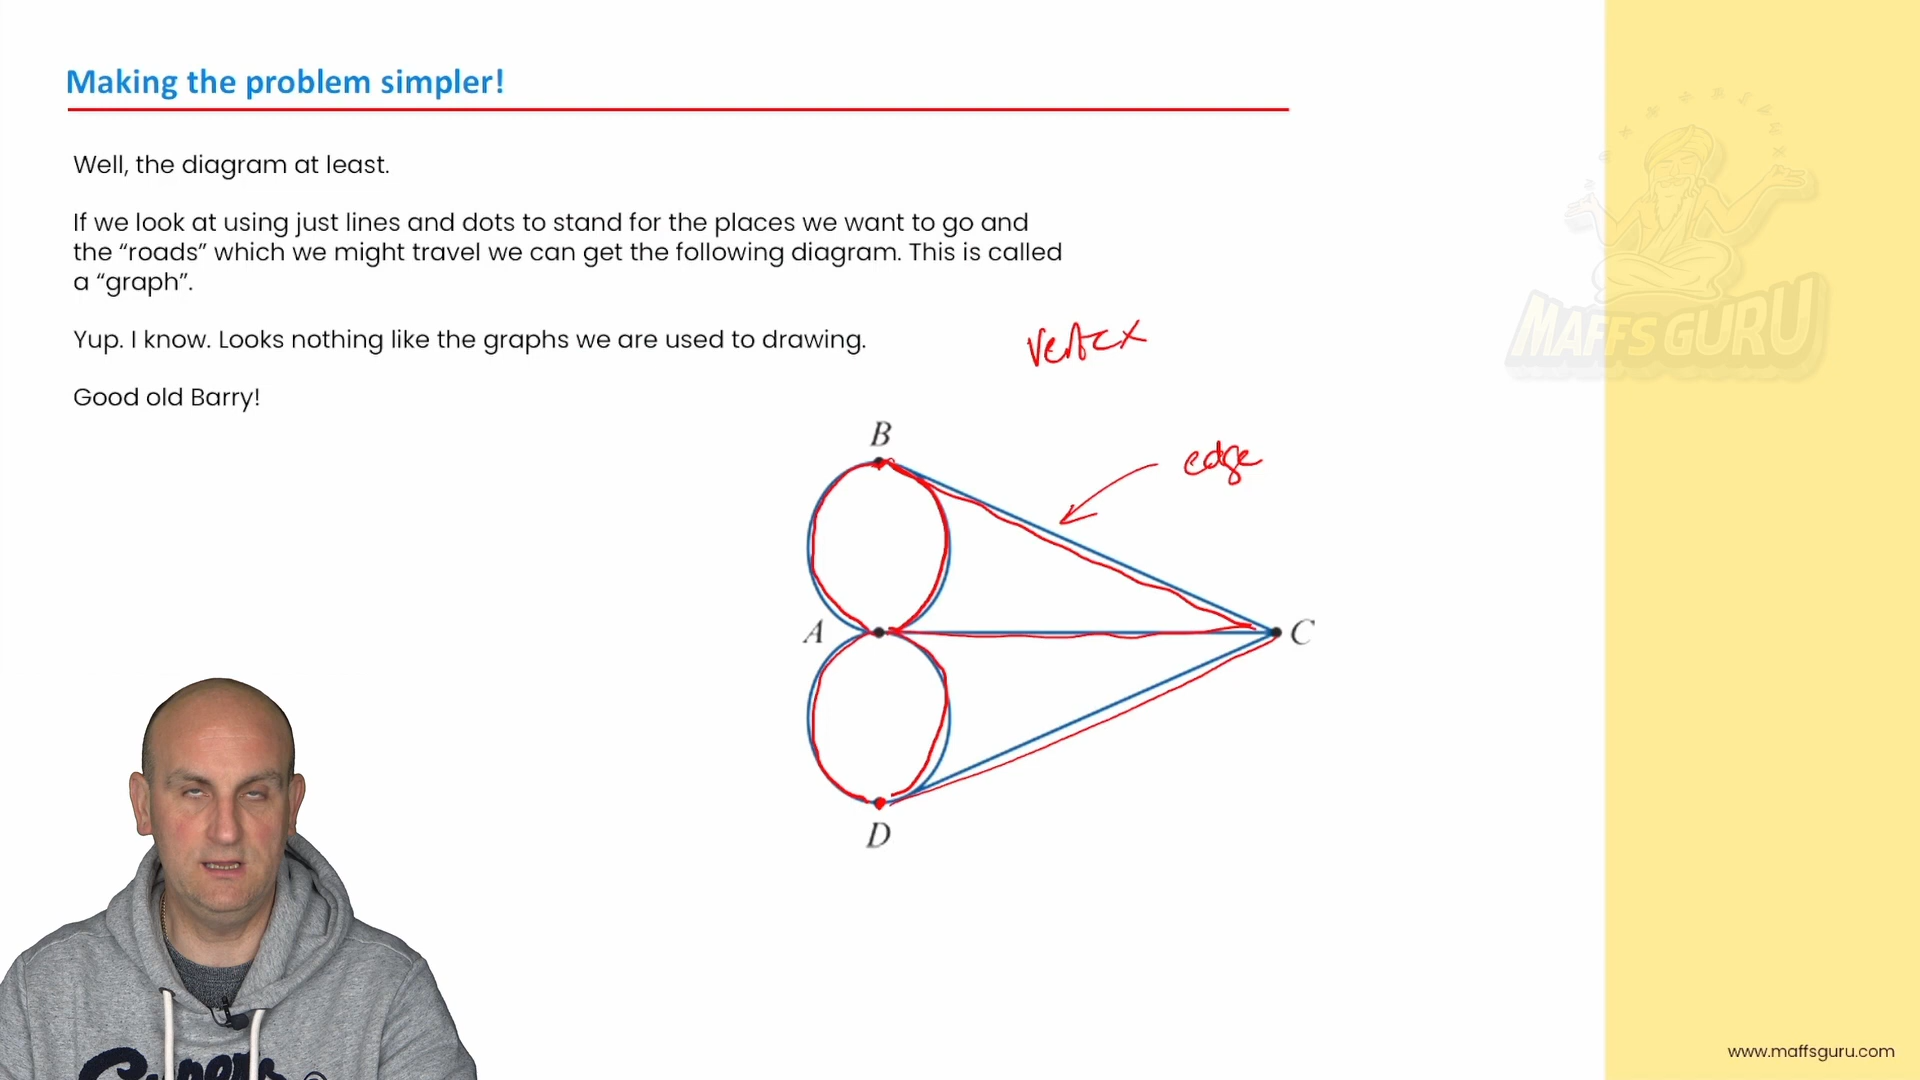 Making the problem simpler!
Well, the diagram at least.
If we look at using just lines and dots to stand for the places we want to go and
the “roads” which we might travel we can get the following diagram. This is called
a “graph”.
Yup. I know. Looks nothing like the graphs we are used to drawing.
Good old Barry!
vertex
edge
B
A
C
D
MAFFS GURU
www.maffsguru.com